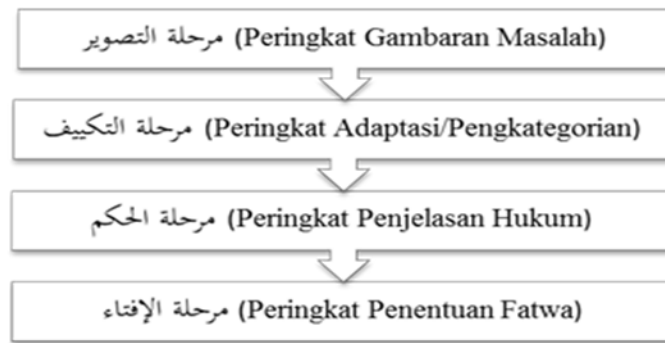 مرحلة التصوير (Peringkat Gambaran Masalah)
مرحلة التكييف (Peringkat Adaptasi/Pengkategorian)
مرحلة الحكم (Peringkat Penjelasan Hukum)
مرحلة الإفتاء (Peringkat Penentuan Fatwa)